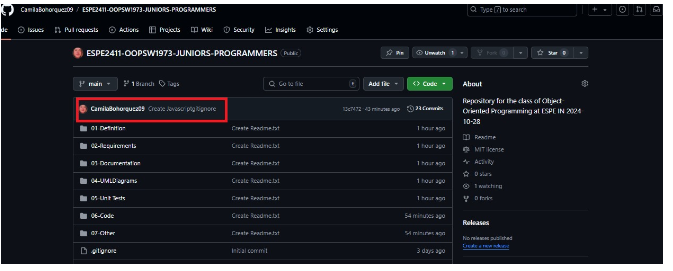 CamilaBohorquez09 / ESPE2411-OOPSW1973-JUNIORS-PROGRAMMERS
Type / to search
de Issues Pull requests Actions Projects Wiki Security Insights Settings
ESPE2411-OOPSW1973-JUNIORS-PROGRAMMERS Public
Pin Unwatch 1 Fork Star 0
main 1 Branch Tags Go to file t Add file Code
CamilaBohorquez09 Create Javascriptgitignore 43 minutes ago 23 Commits
01-Definition Create Readme.txt 1 hour ago
02-Requirements Create Readme.txt 1 hour ago
03-Documentation Create Readme.txt 1 hour ago
04-UMLDiagrams Create Readme.txt 1 hour ago
05-Unit Tests Create Readme.txt 1 hour ago
06-Code Create Readme.txt 54 minutes ago
07-Other Create Readme.txt 54 minutes ago
.gitignore Initial commit 3 days ago
About
Repository for the class of Object-
Oriented Programming at ESPE IN 2024
10-28
Readme
MIT license
Activity
0 stars
1 watching
0 forks
Releases
No releases published
Create a new release